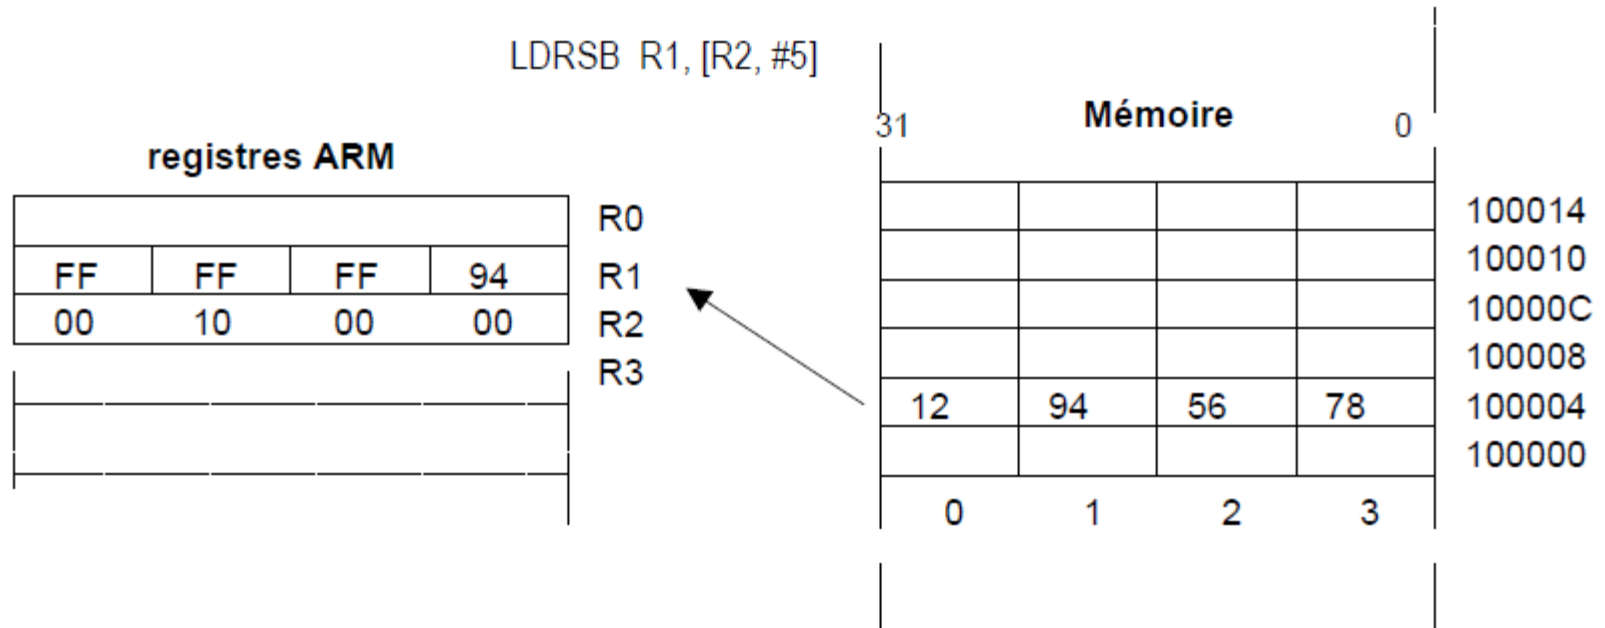 LDRSB R1, [R2, #5]
31 Mémoire 0
registres ARM
R0
FF FF FF 94 R1
00 10 00 00 R2
R3
100014
100010
10000C
100008
12 94 56 78 100004
100000
0 1 2 3